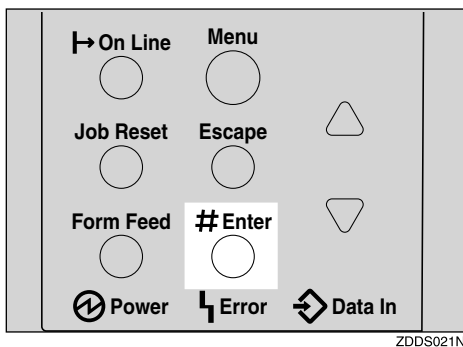 On Line Menu
Job Reset Escape
Form Feed # Enter
Power Error Data In
ZDDS021N